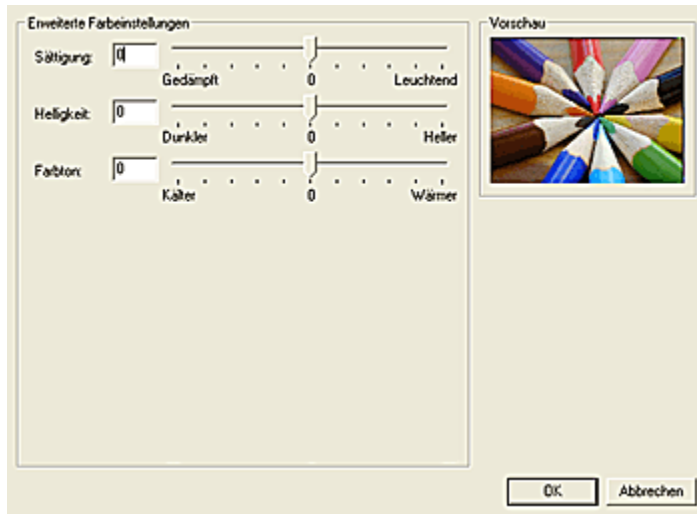 Erweiterte Farbeinstellungen
Sättigung: 0
Gedämpft 0 Leuchtend
Helligkeit: 0
Dunkler 0 Heller
Farbton: 0
Kälter 0 Wärmer
Vorschau
OK Abbrechen